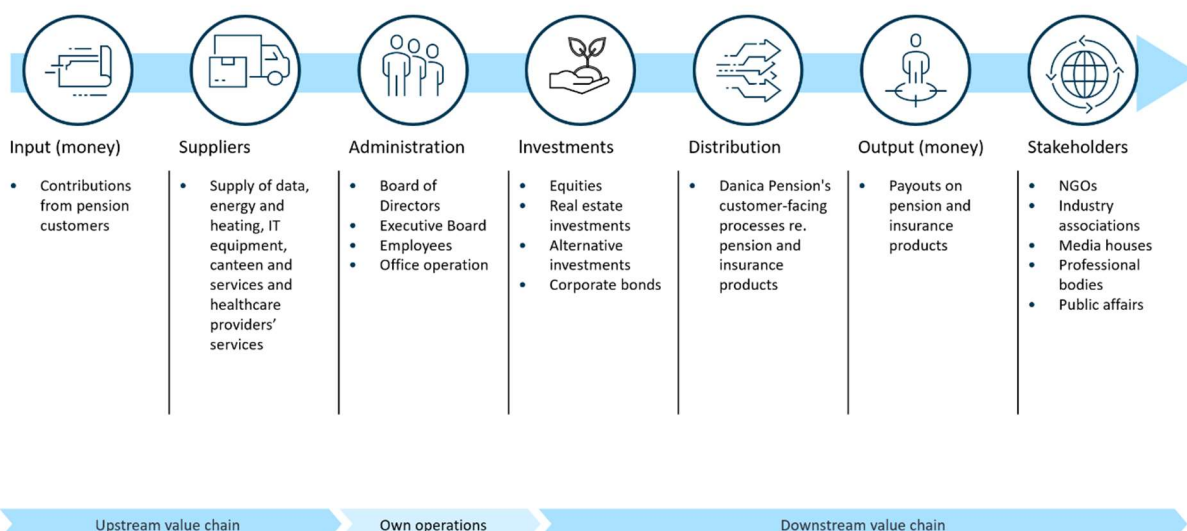 Input (money)
Contributions
from pension
customers
Suppliers
Supply of data,
energy and
heating, IT
equipment,
canteen and
services and
healthcare
providers’
services
Administration
Board of
Directors
Executive Board
Employees
Office operation
Investments
Equities
Real estate
investments
Alternative
investments
Corporate bonds
Distribution
Danica Pension's
customer-facing
processes re.
pension and
insurance
products
Output (money)
Payouts on
pension and
insurance
products
Stakeholders
NGOs
Industry
associations
Media houses
Professional
bodies
Public affairs
Upstream value chain
Own operations
Downstream value chain